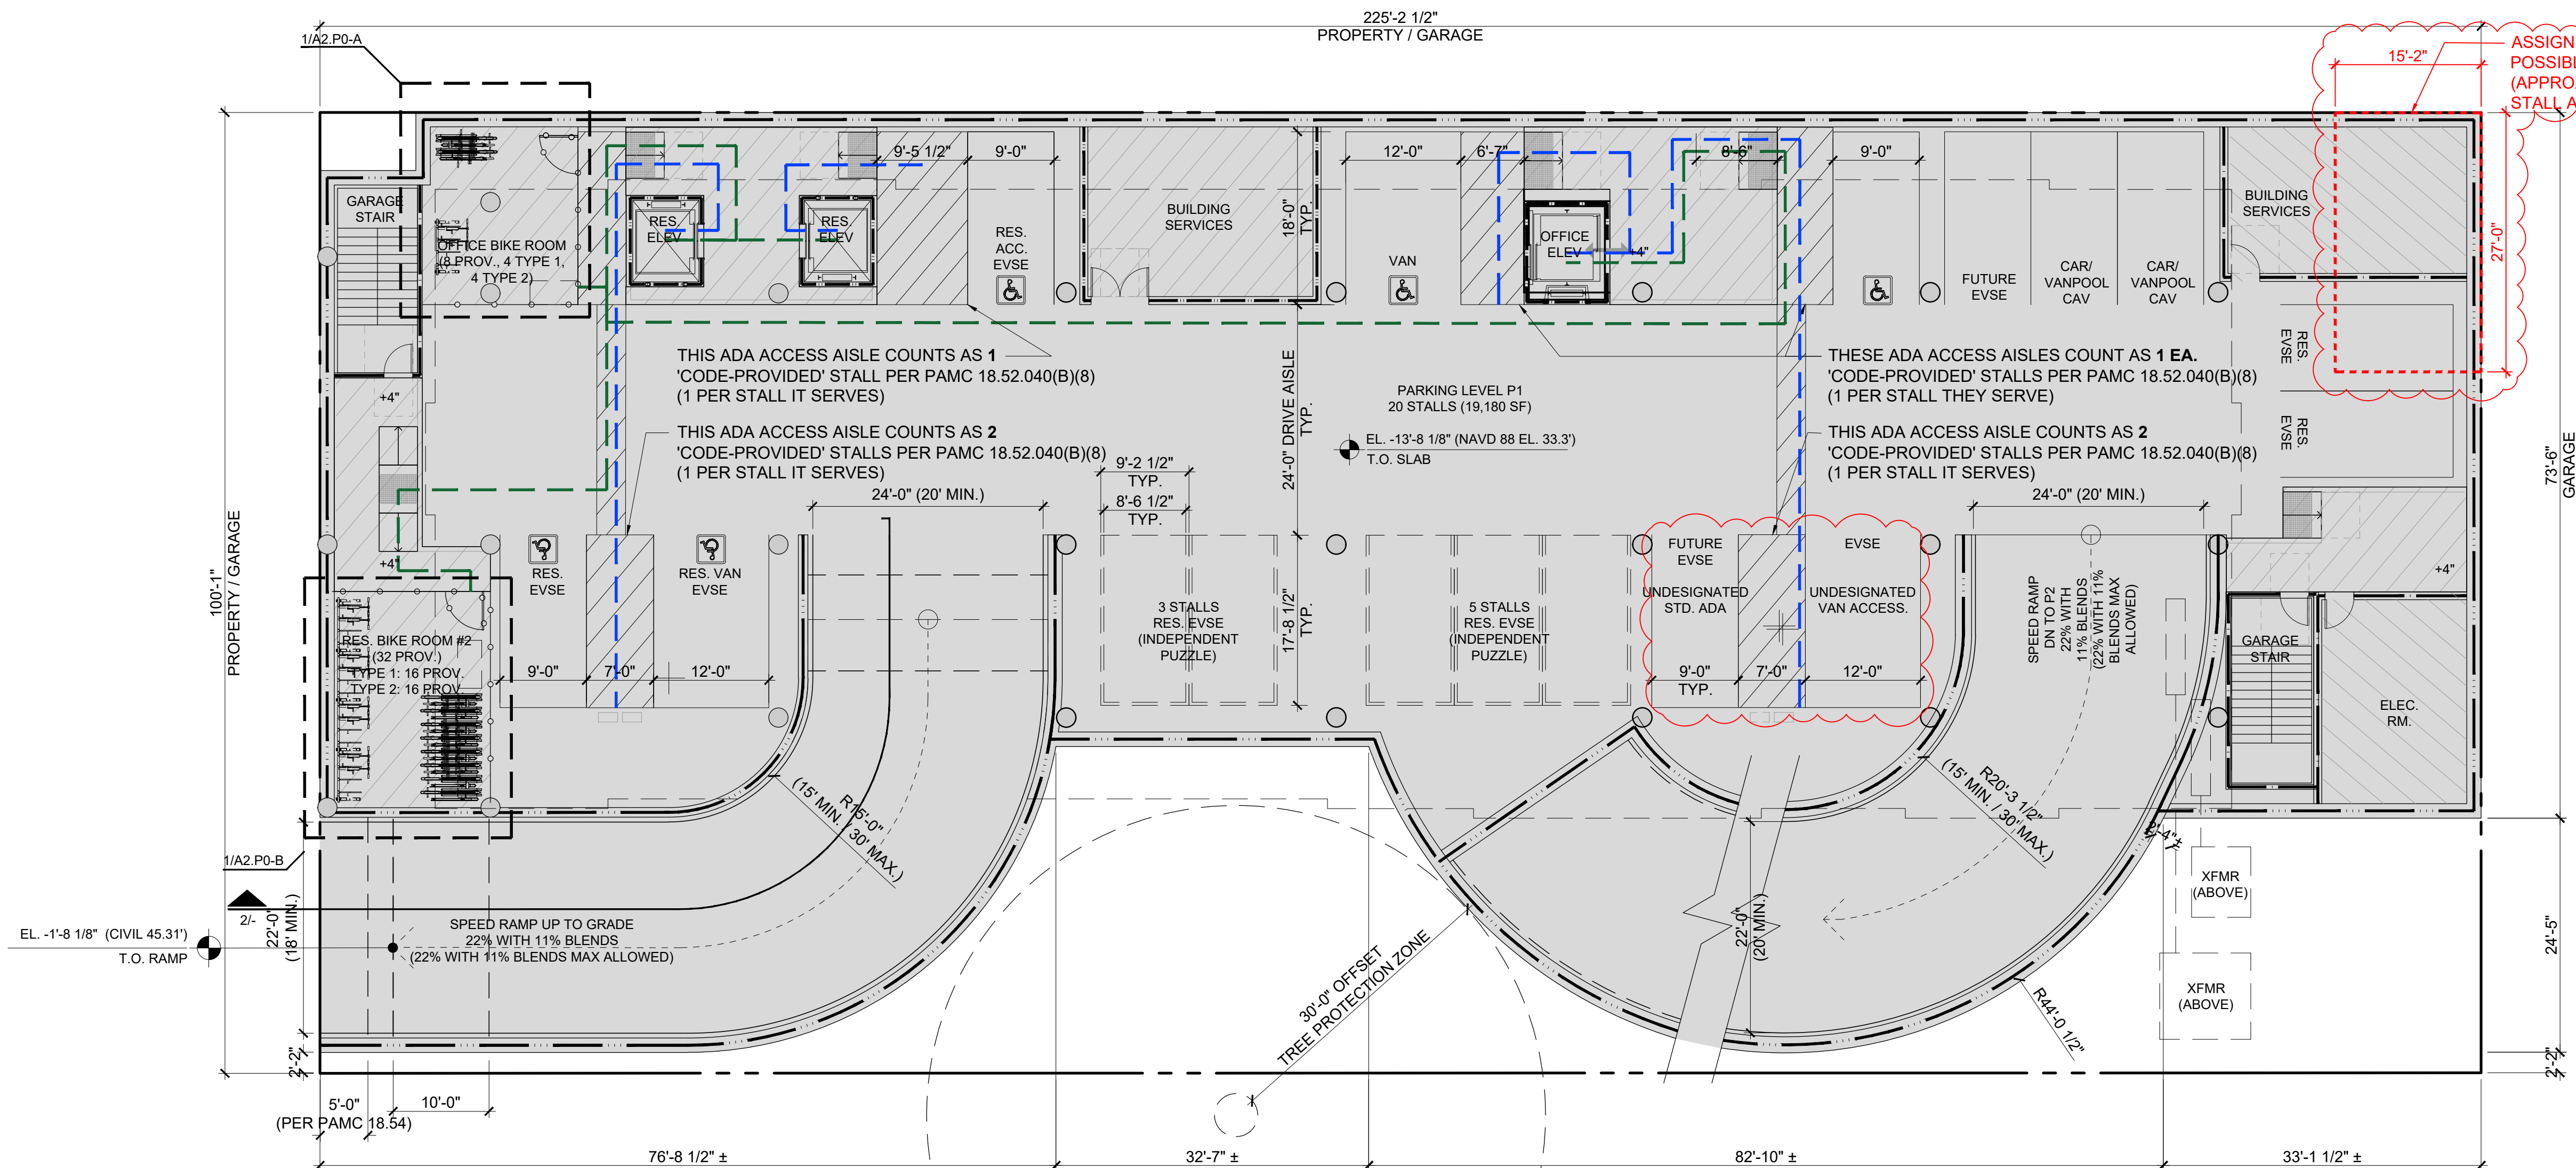 225'-2 1/2"
PROPERTY / GARAGE
1/A2.P0-A
15'-2"
ASSIGN
POSSIBL
(APPROX
STALL A
9'-5 1/2"
9'-0"
12'-0"
6'-7"
8'-6"
9'-0"
18'-0"
TYP.
27'-0"
GARAGE
STAIR
OFFICE BIKE ROOM
(8 PROV., 4 TYPE 1,
4 TYPE 2)
RES.
ELEV
RES.
ELEV
RES.
ACC.
EVSE
BUILDING
SERVICES
VAN
OFFICE
ELEV
+4"
FUTURE
EVSE
CAR/
VANPOOL
CAV
CAR/
VANPOOL
CAV
BUILDING
SERVICES
RES.
EVSE
RES.
EVSE
THIS ADA ACCESS AISLE COUNTS AS 1
'CODE-PROVIDED' STALL PER PAMC 18.52.040(B)(8)
(1 PER STALL IT SERVES)
THIS ADA ACCESS AISLE COUNTS AS 2
'CODE-PROVIDED' STALLS PER PAMC 18.52.040(B)(8)
(1 PER STALL IT SERVES)
24'-0" DRIVE AISLE
TYP.
PARKING LEVEL P1
20 STALLS (19,180 SF)
EL. -13'-8 1/8" (NAVD 88 EL. 33.3')
T.O. SLAB
THESE ADA ACCESS AISLES COUNT AS 1 EA.
'CODE-PROVIDED' STALLS PER PAMC 18.52.040(B)(8)
(1 PER STALL THEY SERVE)
THIS ADA ACCESS AISLE COUNTS AS 2
'CODE-PROVIDED' STALLS PER PAMC 18.52.040(B)(8)
(1 PER STALL IT SERVES)
73'-6"
GARAGE
100'-1"
PROPERTY / GARAGE
+4"
+4"
24'-0" (20' MIN.)
9'-2 1/2"
TYP.
8'-6 1/2"
TYP.
24'-0" (20' MIN.)
RES.
EVSE
RES. VAN
EVSE
9'-0"
7'-0"
12'-0"
3 STALLS
RES. EVSE
(INDEPENDENT
PUZZLE)
17'-8 1/2"
TYP.
5 STALLS
RES. EVSE
(INDEPENDENT
PUZZLE)
FUTURE
EVSE
UNDESIGNATED
STD. ADA
EVSE
UNDESIGNATED
VAN ACCESS.
9'-0"
TYP.
7'-0"
12'-0"
SPEED RAMP
DN TO P2
22% WITH
11% BLENDS
(22% WITH 11%
BLENDS MAX
ALLOWED)
+4"
GARAGE
STAIR
ELEC.
RM.
RES. BIKE ROOM #2
(32 PROV.)
TYPE 1: 16 PROV.
TYPE 2: 16 PROV.
R15'-0"
(15' MIN. / 30' MAX.)
R20'-3 1/2"
(15' MIN. / 30' MAX.)
2'-4"±
1/A2.P0-B
2/-
22'-0"
(18' MIN.)
EL. -1'-8 1/8" (CIVIL 45.31')
T.O. RAMP
SPEED RAMP UP TO GRADE
22% WITH 11% BLENDS
(22% WITH 11% BLENDS MAX ALLOWED)
30'-0" OFFSET
TREE PROTECTION ZONE
22'-0"
(20' MIN.)
R44'-0 1/2"
XFMR
(ABOVE)
XFMR
(ABOVE)
24'-5"
2'-2"
2'-2"
5'-0"
(PER PAMC 18.54)
10'-0"
76'-8 1/2" ±
32'-7" ±
82'-10" ±
33'-1 1/2" ±